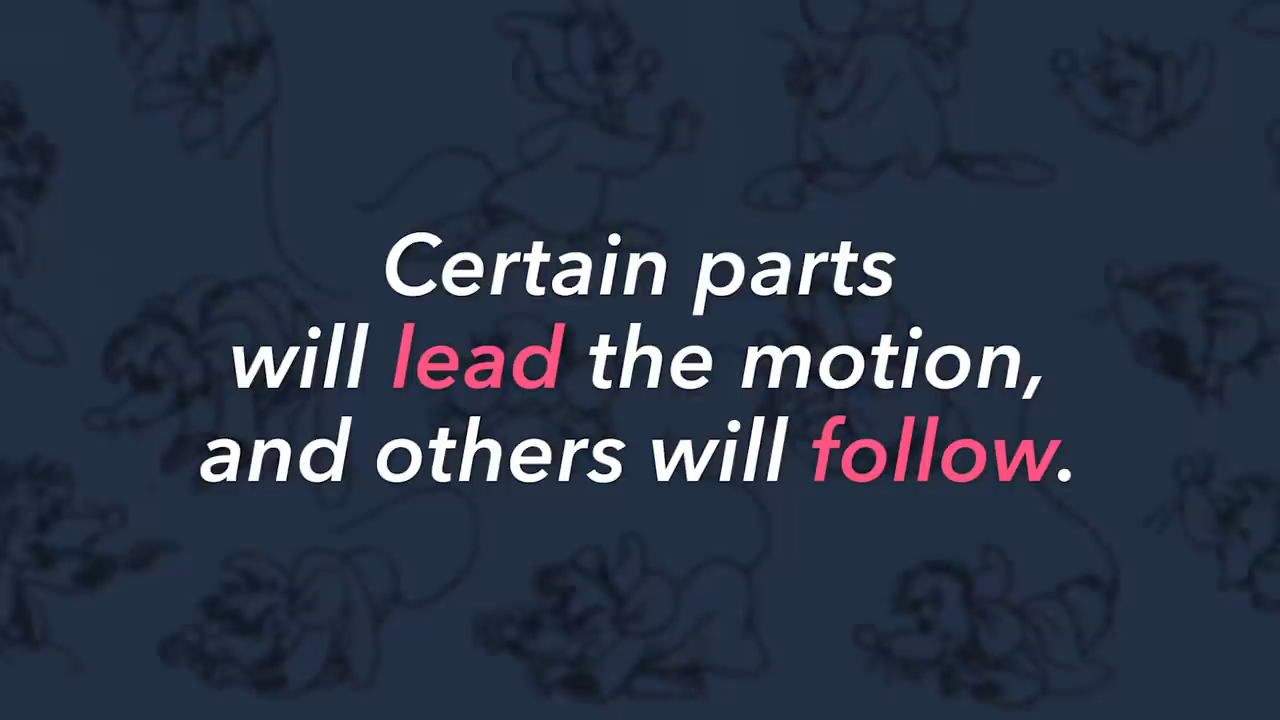 Certain parts
will lead the motion,
and others will follow.